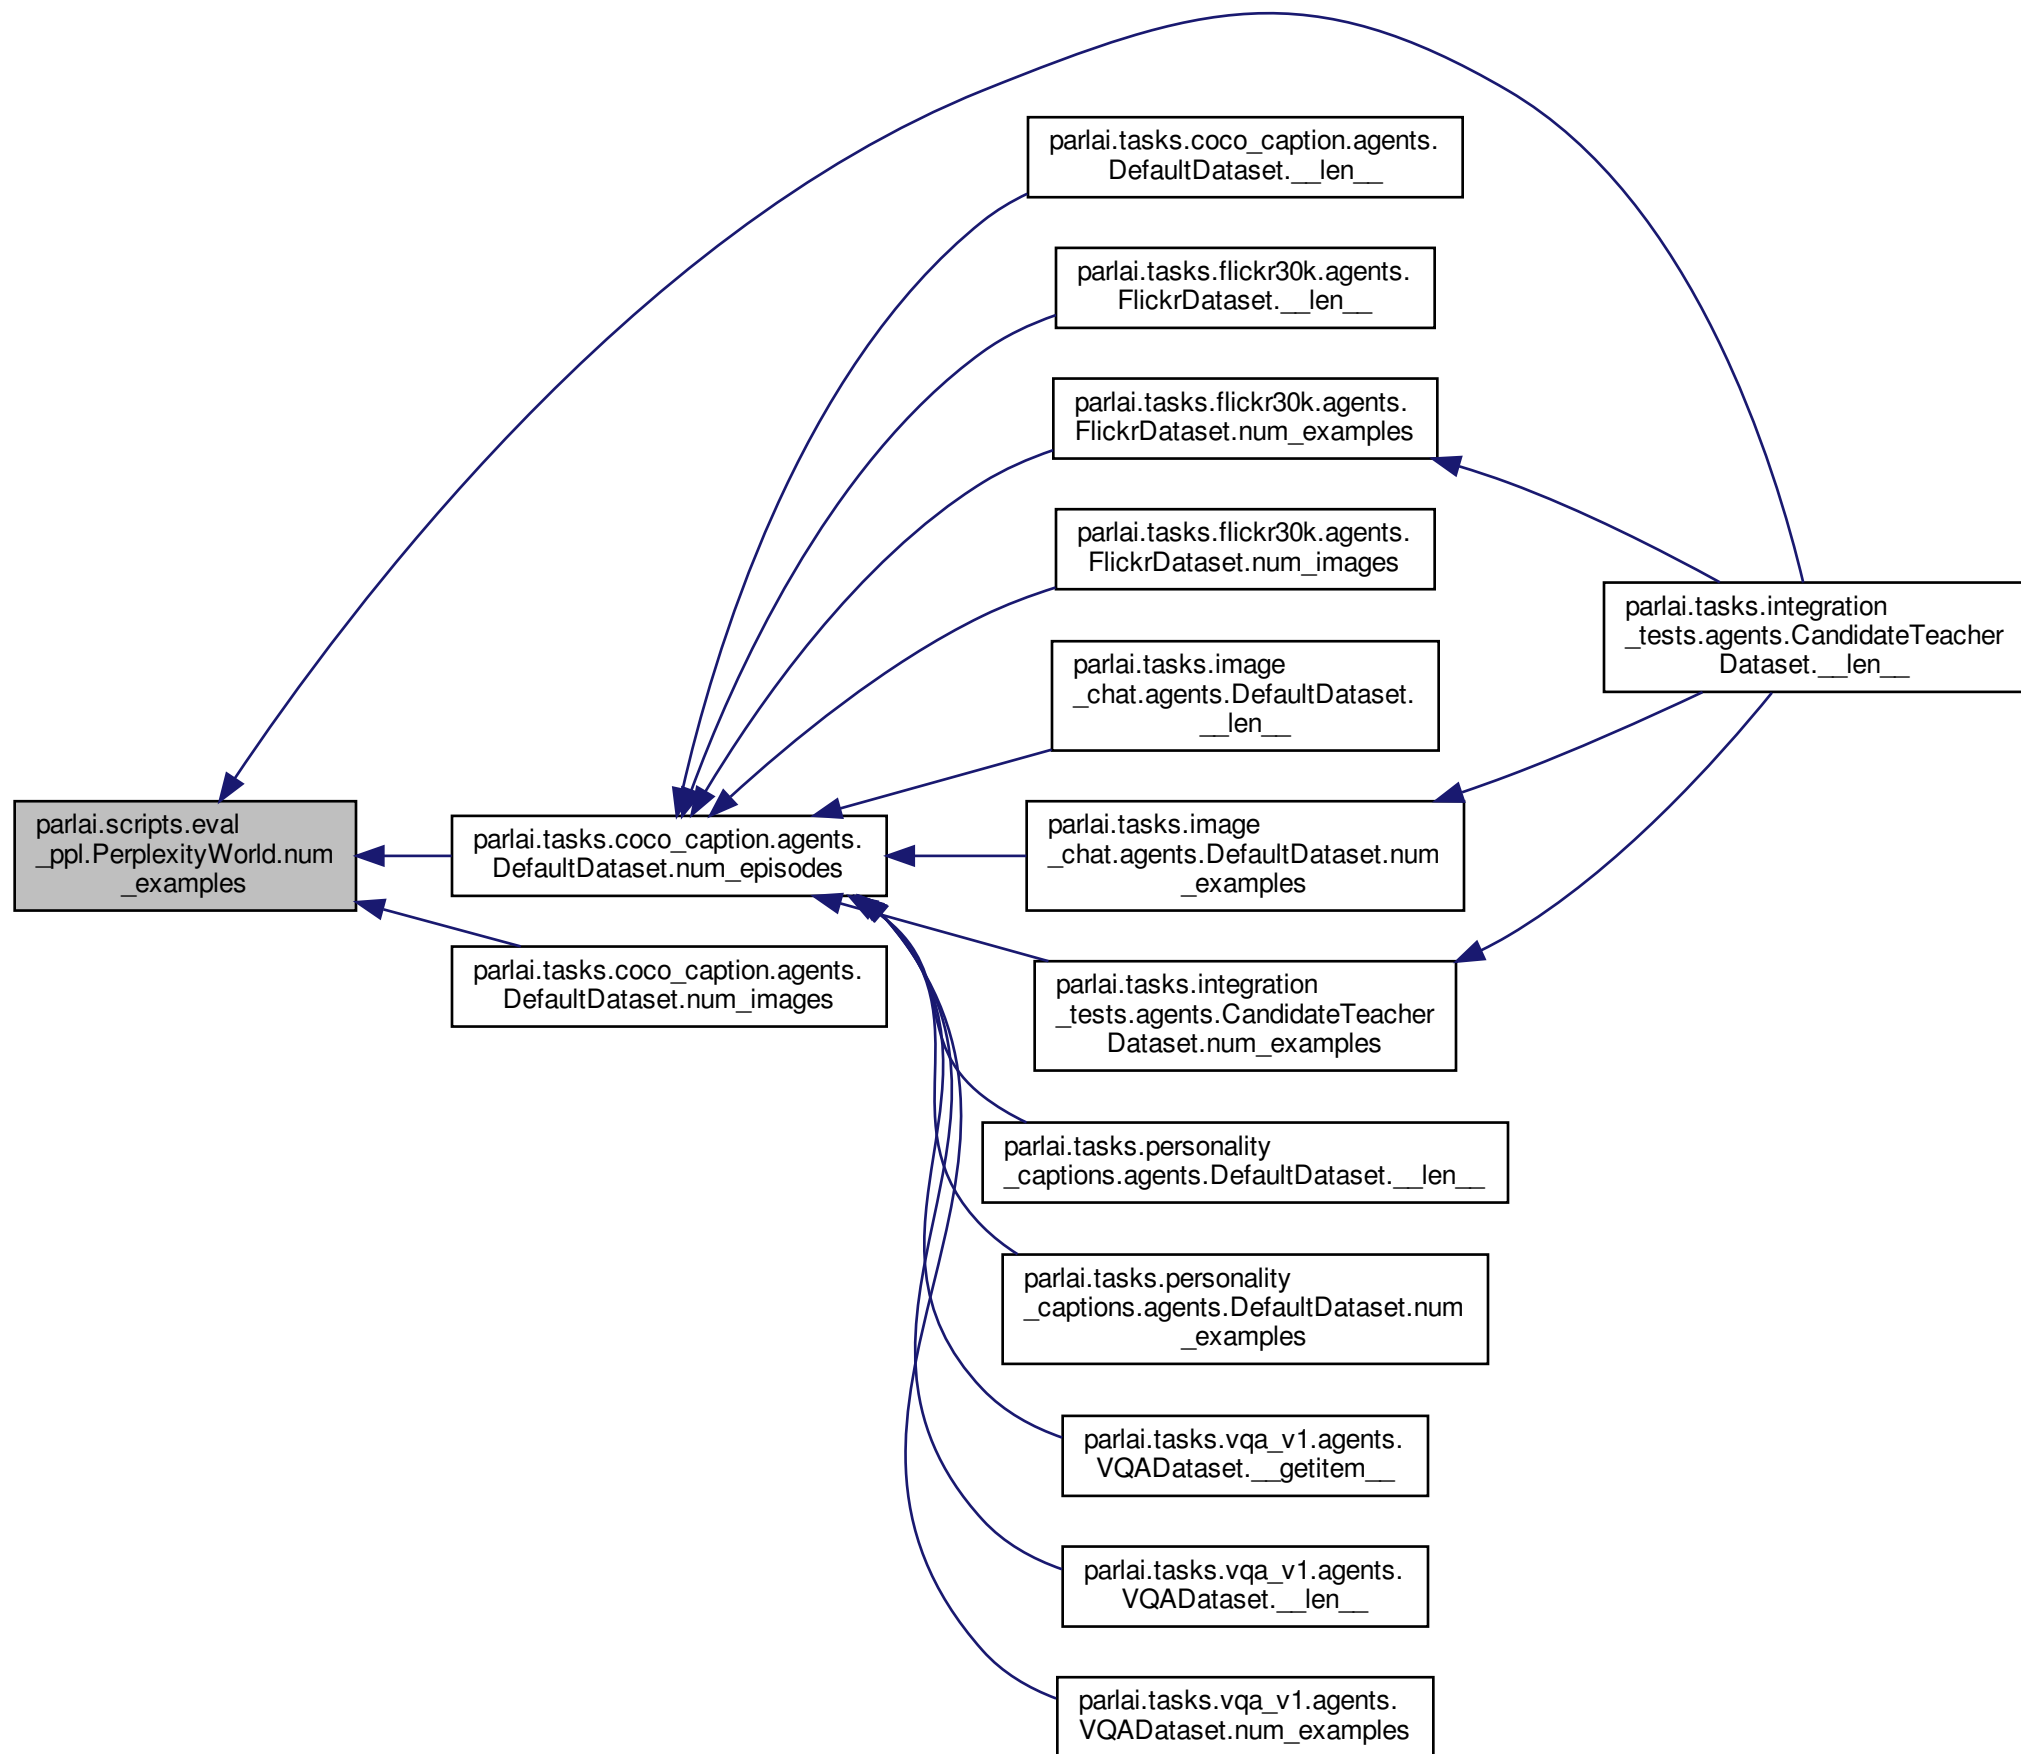 parlai.tasks.coco_caption.agents.
DefaultDataset.__len__
parlai.tasks.flickr30k.agents.
FlickrDataset.__len__
parlai.tasks.flickr30k.agents.
FlickrDataset.num_examples
parlai.tasks.flickr30k.agents.
FlickrDataset.num_images
parlai.tasks.integration
_tests.agents.CandidateTeacher
Dataset.__len__
parlai.tasks.image
_chat.agents.DefaultDataset.
__len__
parlai.scripts.eval
_ppl.PerplexityWorld.num
_examples
parlai.tasks.coco_caption.agents.
DefaultDataset.num_episodes
parlai.tasks.image
_chat.agents.DefaultDataset.num
_examples
parlai.tasks.coco_caption.agents.
DefaultDataset.num_images
parlai.tasks.integration
_tests.agents.CandidateTeacher
Dataset.num_examples
parlai.tasks.personality
_captions.agents.DefaultDataset.__len__
parlai.tasks.personality
_captions.agents.DefaultDataset.num
_examples
parlai.tasks.vqa_v1.agents.
VQADataset.__getitem__
parlai.tasks.vqa_v1.agents.
VQADataset.__len__
parlai.tasks.vqa_v1.agents.
VQADataset.num_examples